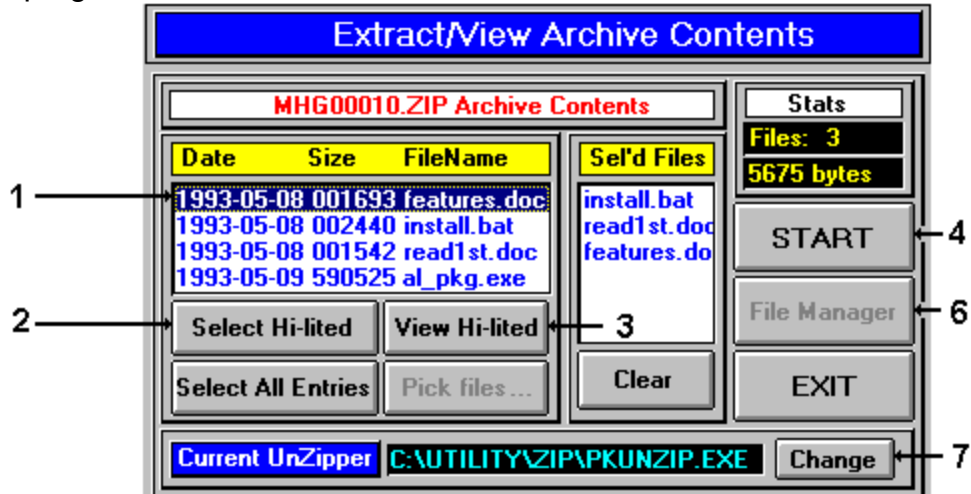 Extract/View Archive Contents
MHG00010.ZIP Archive Contents
Stats
Files: 3
5675 bytes
Date Size FileName
Sel'd Files
1
1993-05-08 001693 features.doc
1993-05-08 002440 install.bat
1993-05-08 001542 read1st.doc
1993-05-09 590525 al_pkg.exe
install.bat
read1st.doc
features.do
START
4
2
Select Hi-lited
View Hi-lited
3
File Manager
6
Select All Entries
Pick files...
Clear
EXIT
Current UnZipper
C:\UTILITY\ZIP\PKUNZIP.EXE
Change
7